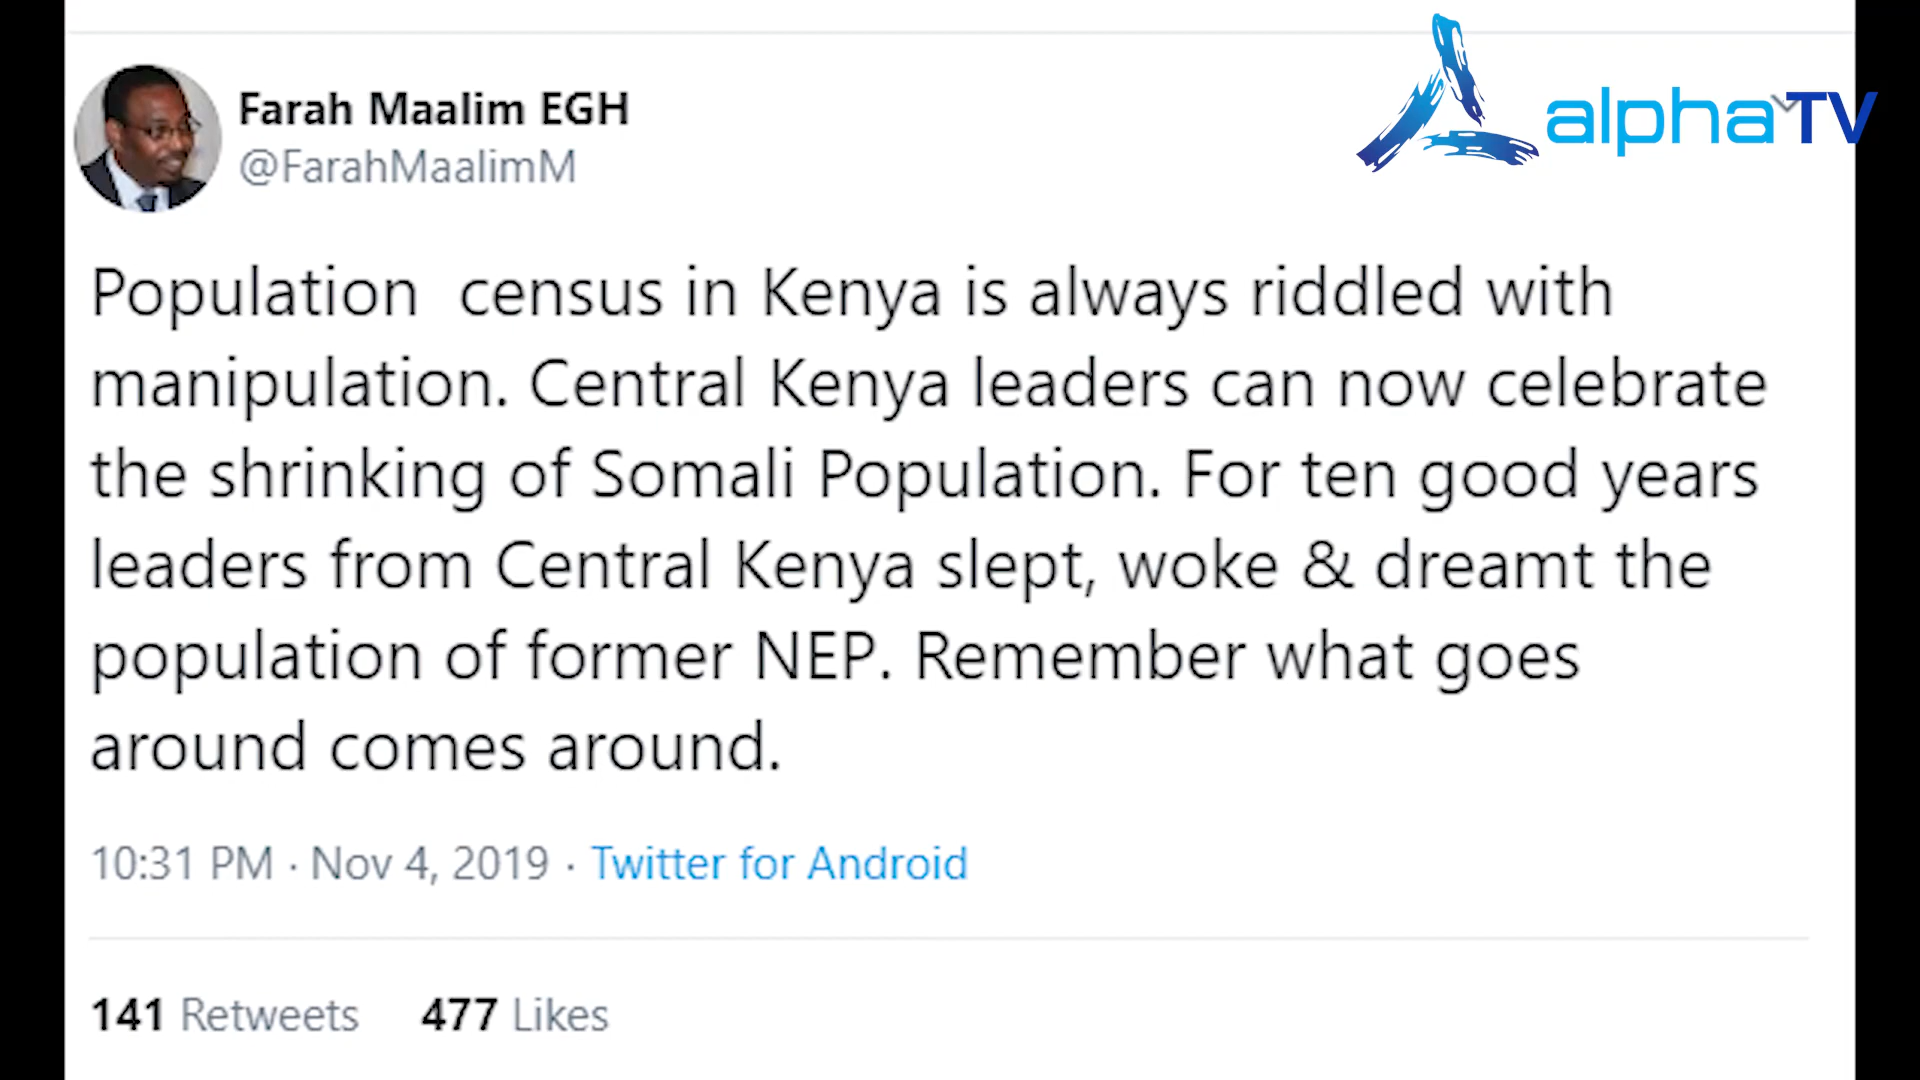 alphaTV
Farah Maalim EGH
@FarahMaalimM
Population census in Kenya is always riddled with
manipulation. Central Kenya leaders can now celebrate
the shrinking of Somali Population. For ten good years
leaders from Central Kenya slept, woke & dreamt the
population of former NEP. Remember what goes
around comes around.
10:31 PM · Nov 4, 2019 · Twitter for Android
141 Retweets 477 Likes